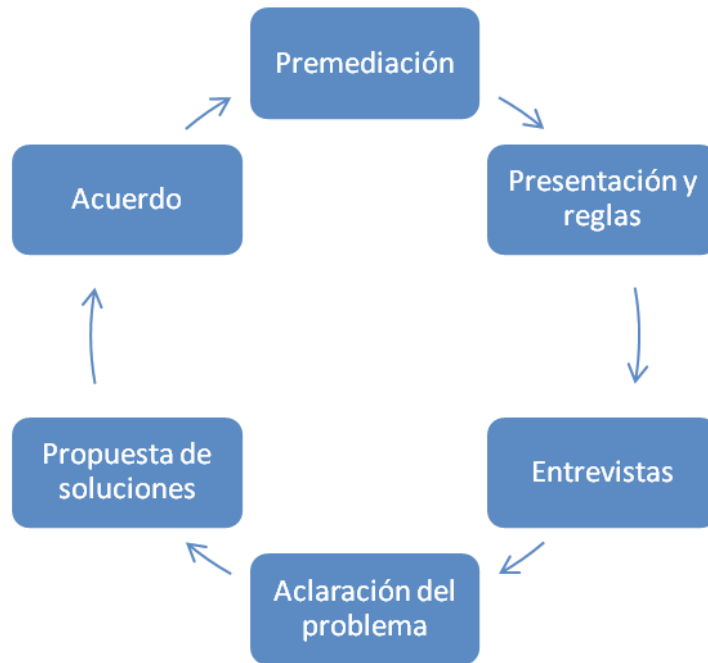 Premediación
Presentación y
reglas
Entrevistas
Aclaración del
problema
Propuesta de
soluciones
Acuerdo